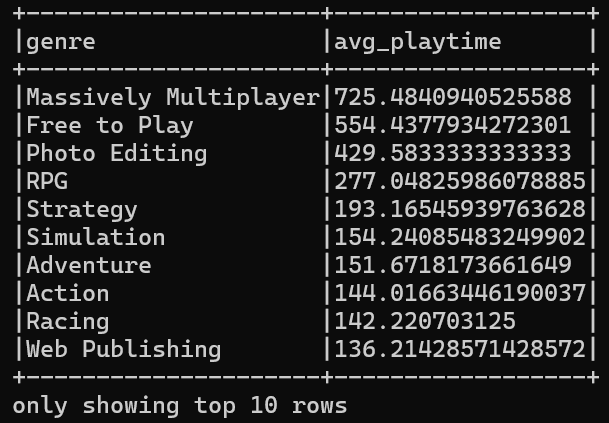 +---------------------+------------------+
|genre                |avg_playtime      |
+---------------------+------------------+
|Massively Multiplayer|725.4840940525588 |
|Free to Play         |554.4377934272301 |
|Photo Editing        |429.5833333333333 |
|RPG                  |277.04825986078885|
|Strategy             |193.16545939763628|
|Simulation           |154.24085483249902|
|Adventure            |151.6718173661649 |
|Action               |144.01663446190037|
|Racing               |142.220703125     |
|Web Publishing       |136.21428571428572|
+---------------------+------------------+
only showing top 10 rows